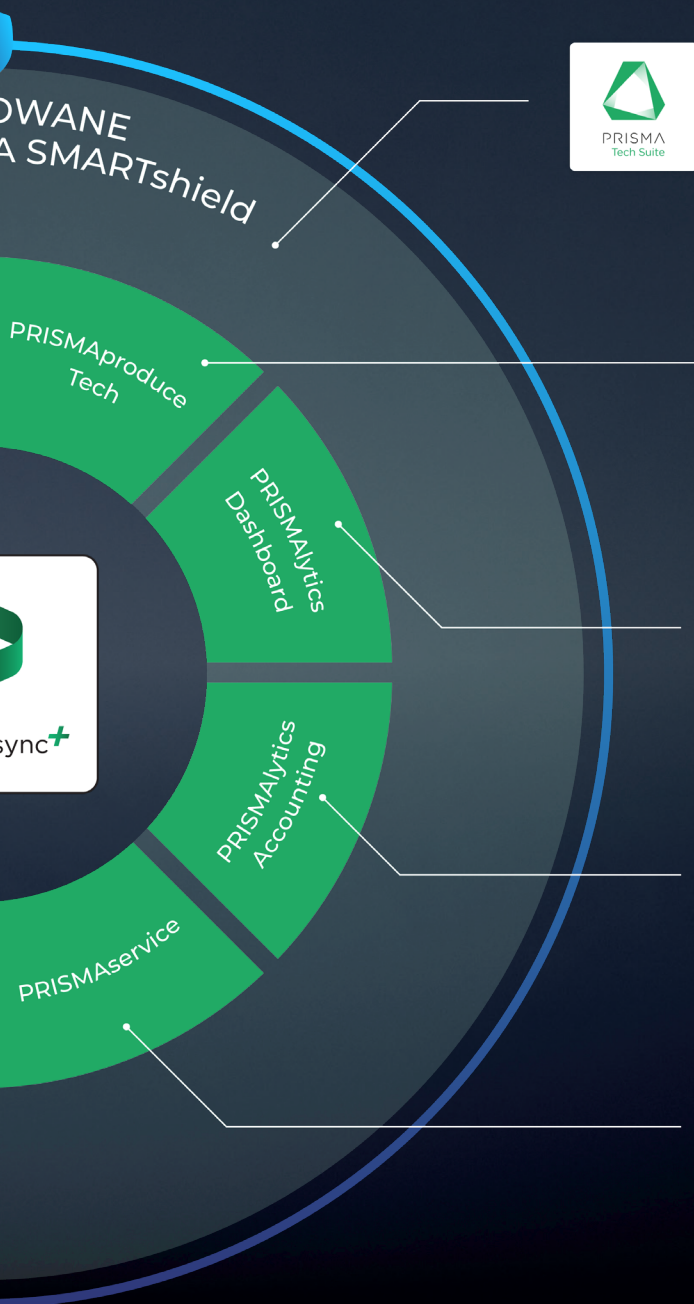 OWANE
A SMARTshield
PRISMA
Tech Suite
PRISMAproduce
Tech
PRISMAlytics
Dashboard
sync+
PRISMAlytics
Accounting
PRISMAservice